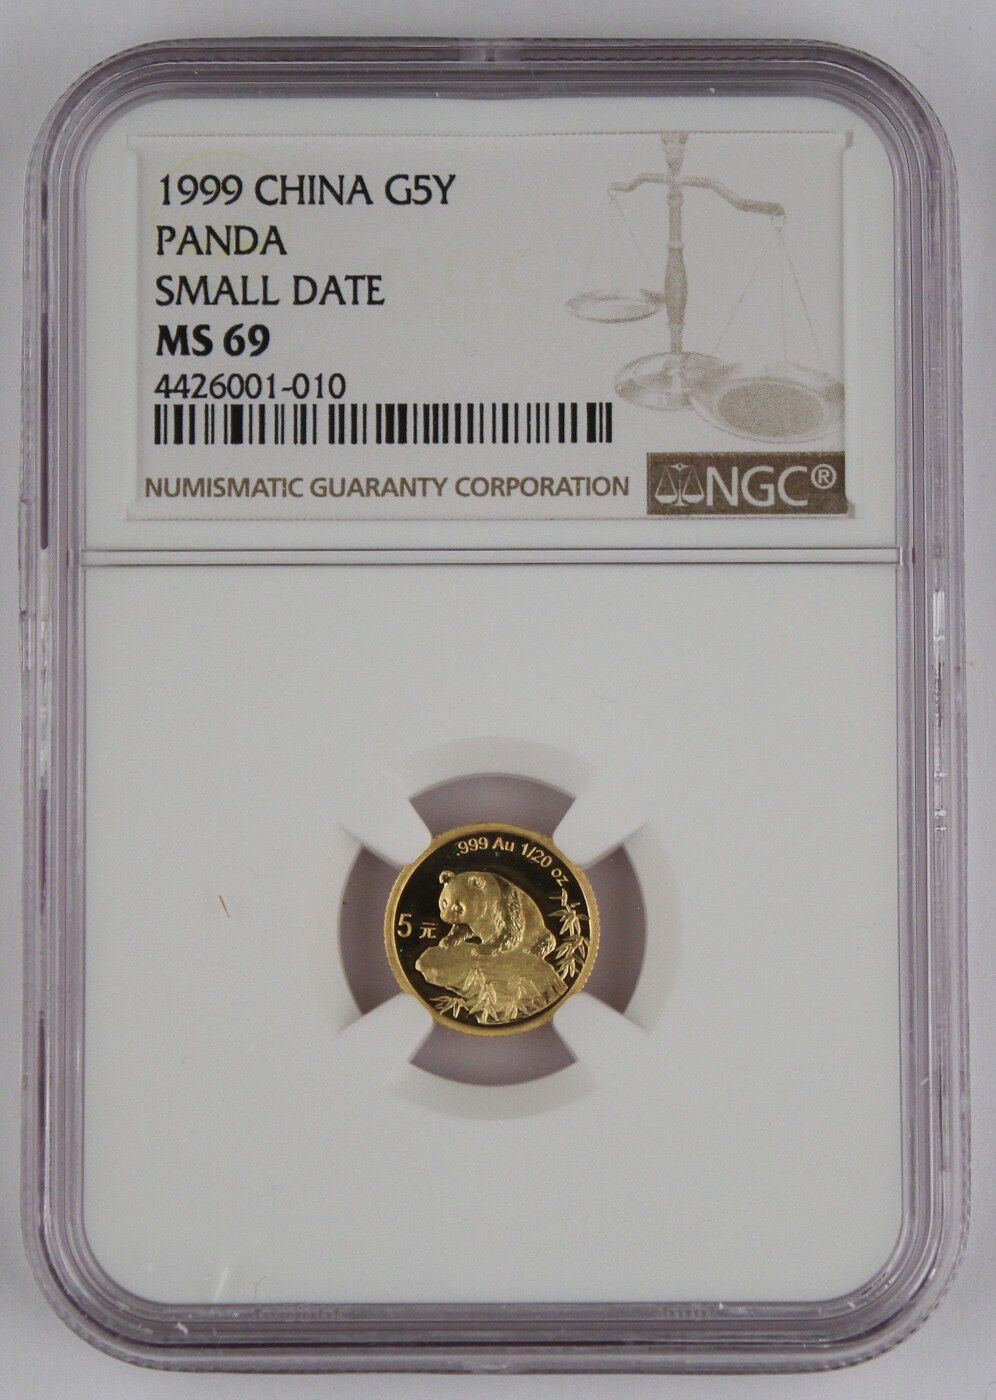 1999 CHINA G5Y
PANDA
SMALL DATE
MS 69
4426001-010
NUMISMATIC GUARANTY CORPORATION
NGC®
.999 Au 1/20 oz
5元